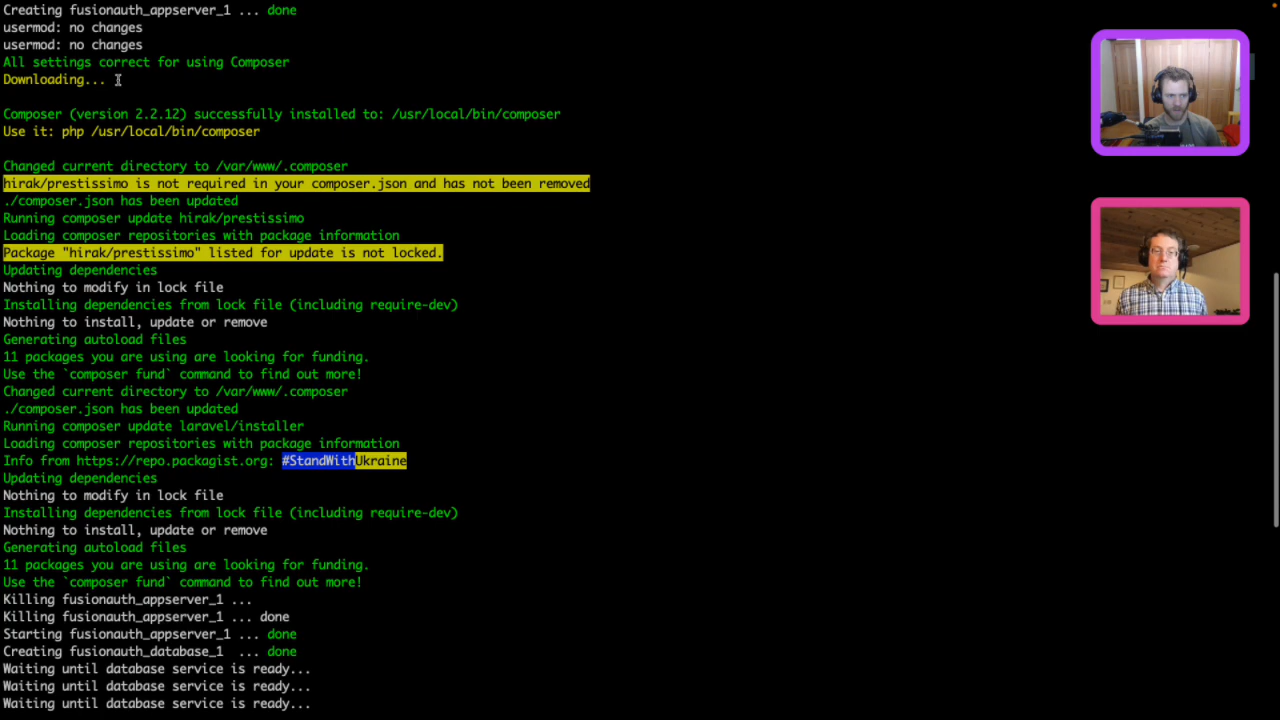 Creating fusionauth_appserver_1 ... done
usermod: no changes
usermod: no changes
All settings correct for using Composer
Downloading...
Composer (version 2.2.12) successfully installed to: /usr/local/bin/composer
Use it: php /usr/local/bin/composer
Changed current directory to /var/www/.composer
hirak/prestissimo is not required in your composer.json and has not been removed
./composer.json has been updated
Running composer update hirak/prestissimo
Loading composer repositories with package information
Package "hirak/prestissimo" listed for update is not locked.
Updating dependencies
Nothing to modify in lock file
Installing dependencies from lock file (including require-dev)
Nothing to install, update or remove
Generating autoload files
11 packages you are using are looking for funding.
Use the `composer fund` command to find out more!
Changed current directory to /var/www/.composer
./composer.json has been updated
Running composer update laravel/installer
Loading composer repositories with package information
Info from https://repo.packagist.org: #StandWithUkraine
Updating dependencies
Nothing to modify in lock file
Installing dependencies from lock file (including require-dev)
Nothing to install, update or remove
Generating autoload files
11 packages you are using are looking for funding.
Use the `composer fund` command to find out more!
Killing fusionauth_appserver_1 ...
Killing fusionauth_appserver_1 ... done
Starting fusionauth_appserver_1 ... done
Creating fusionauth_database_1  ... done
Waiting until database service is ready...
Waiting until database service is ready...
Waiting until database service is ready...